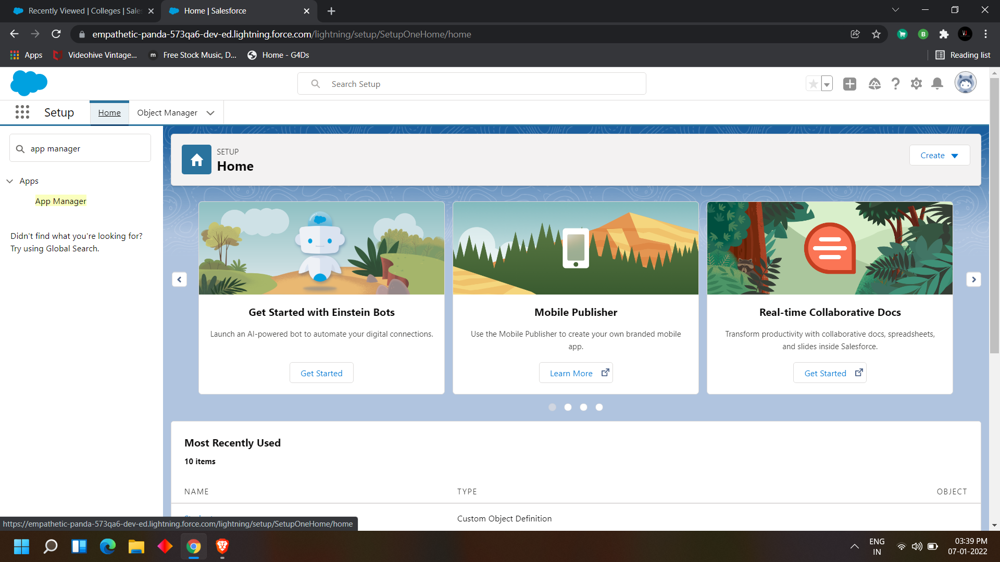 Recently Viewed | Colleges | Sale
Home | Salesforce
empathetic-panda-573qa6-dev-ed.lightning.force.com/lightning/setup/SetupOneHome/home
Apps
Videohive Vintage...
m
Free Stock Music, D...
Home - G4Ds
Reading list
B
Search Setup
Setup
Home
Object Manager
app manager
Apps
App Manager
Didn't find what you're looking for?
Try using Global Search.
SETUP
Home
Create
Get Started with Einstein Bots
Launch an AI-powered bot to automate your digital connections.
Get Started
Mobile Publisher
Use the Mobile Publisher to create your own branded mobile
app.
Learn More
Real-time Collaborative Docs
Transform productivity with collaborative docs, spreadsheets,
and slides inside Salesforce.
Get Started
Most Recently Used
10 items
NAME
TYPE
OBJECT
Custom Object Definition
https://empathetic-panda-573qa6-dev-ed.lightning.force.com/lightning/setup/SetupOneHome/home
ENG
IN
03:39 PM
07-01-2022